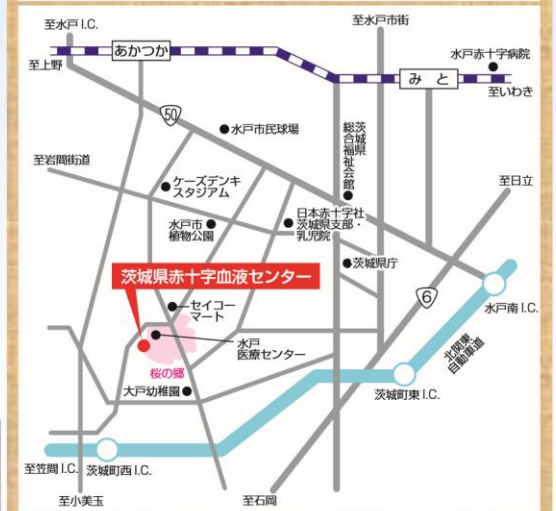 至水戸I.C.
至水戸市街
あかつか
水戸赤十字病院
至上野
みと
至いわき
50
水戸市民球場
茨城県
総合福祉会館
至岩間街道
ケーズデンキ
スタジアム
至日立
水戸市
植物公園
日本赤十字社
茨城県支部・
乳児院
茨城県庁
茨城県赤十字血液センター
6
セイコー
マート
水戸南I.C.
水戸
医療センター
北関東
自動車道
桜の郷
大戸幼稚園
茨城町東I.C.
至笠間I.C.
茨城町西I.C.
至小美玉
至石岡